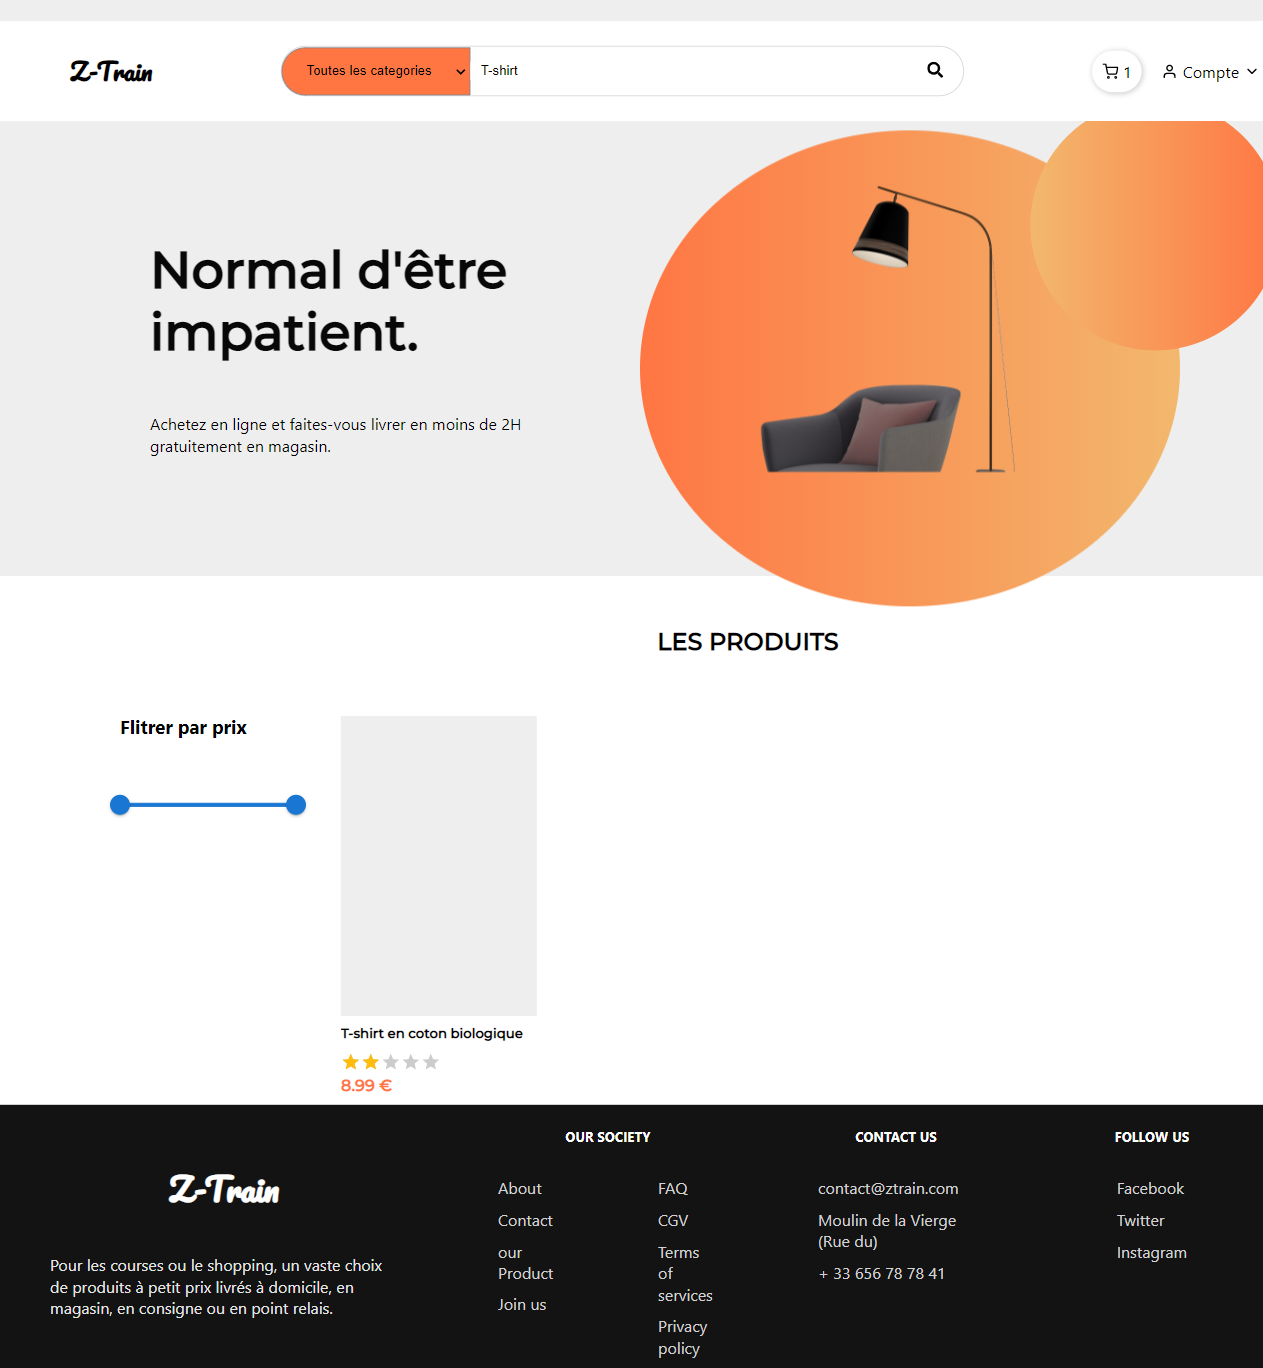 Z-Train
Toutes les categories
T-shirt
1
Compte
Normal d'être
impatient.
Achetez en ligne et faites-vous livrer en moins de 2H
gratuitement en magasin.
LES PRODUITS
Flitrer par prix
T-shirt en coton biologique
8.99 €
Z-Train
Pour les courses ou le shopping, un vaste choix
de produits à petit prix livrés à domicile, en
magasin, en consigne ou en point relais.
OUR SOCIETY
About
Contact
our
Product
Join us
FAQ
CGV
Terms
of
services
Privacy
policy
CONTACT US
contact@ztrain.com
Moulin de la Vierge
(Rue du)
+ 33 656 78 78 41
FOLLOW US
Facebook
Twitter
Instagram